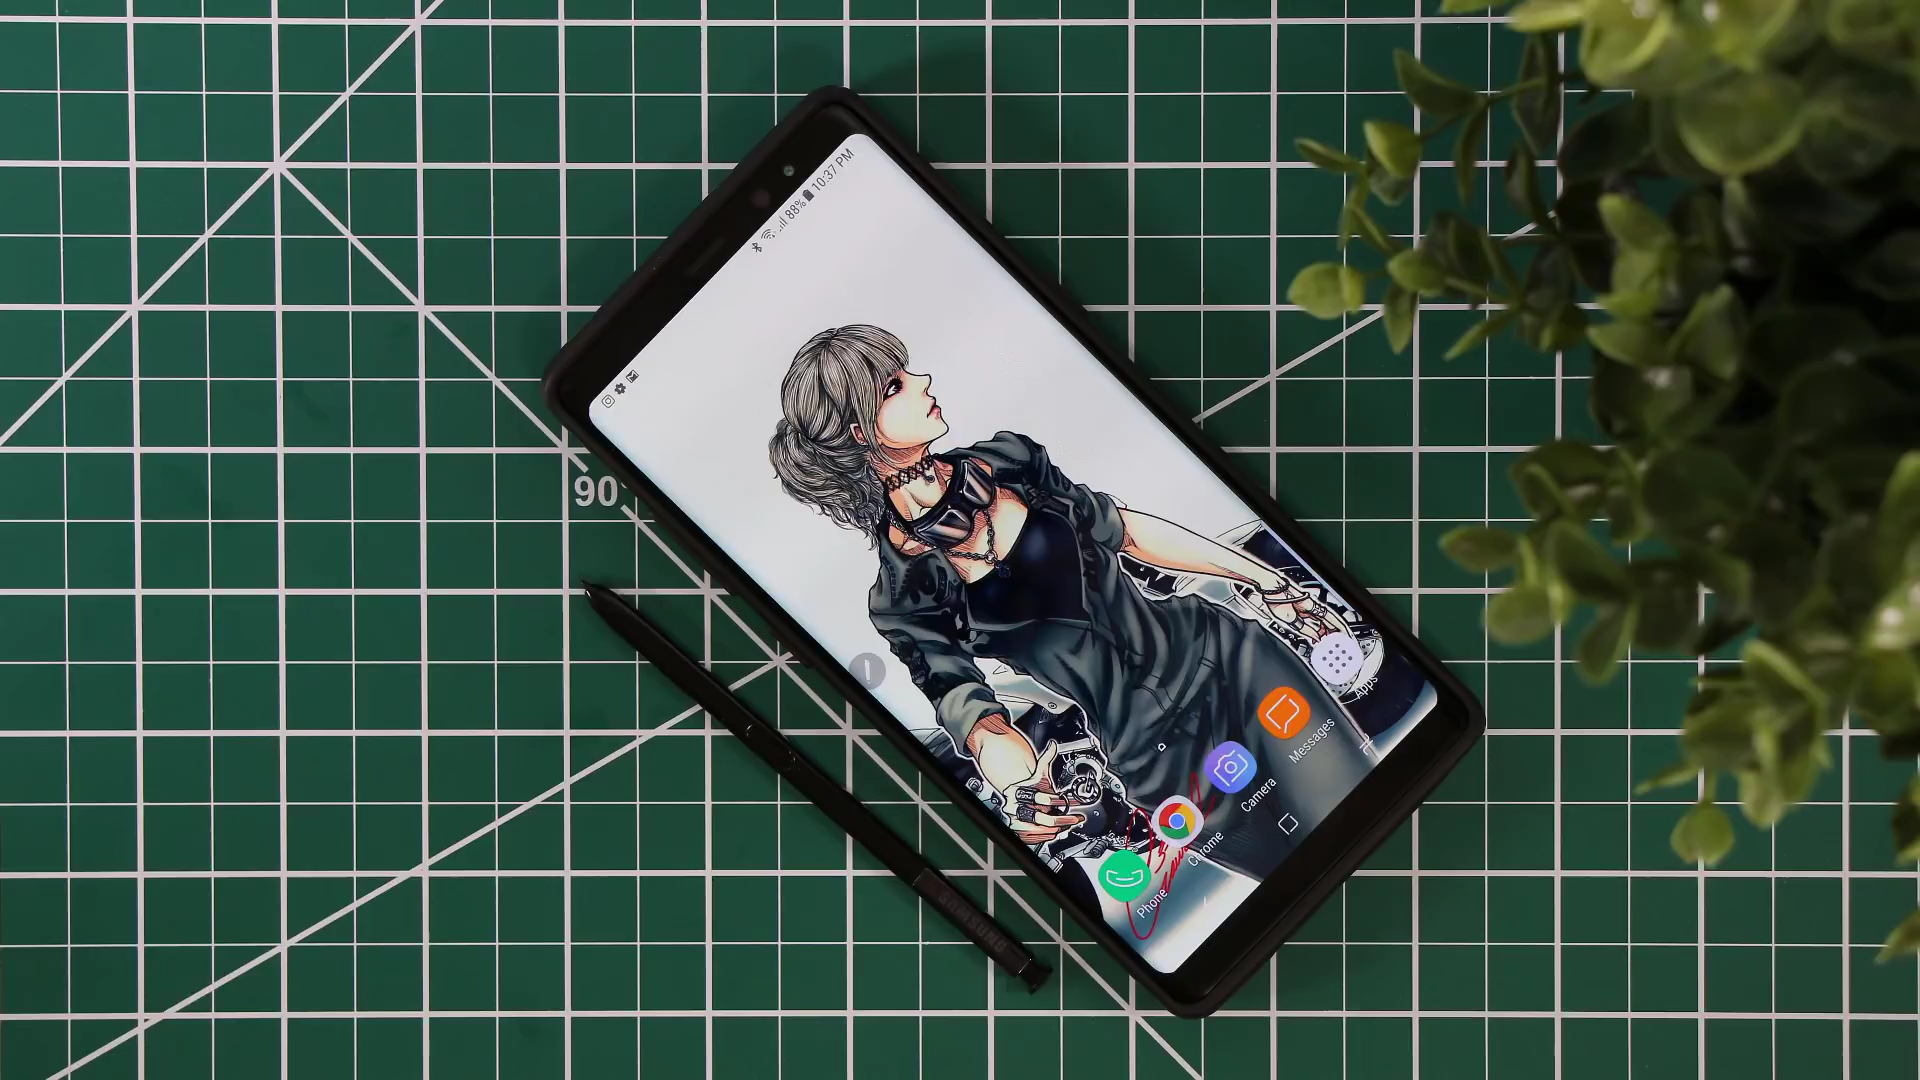 88% 10:37 PM
90°
Phone
Chrome
Camera
Messages
Apps
SAMSUNG